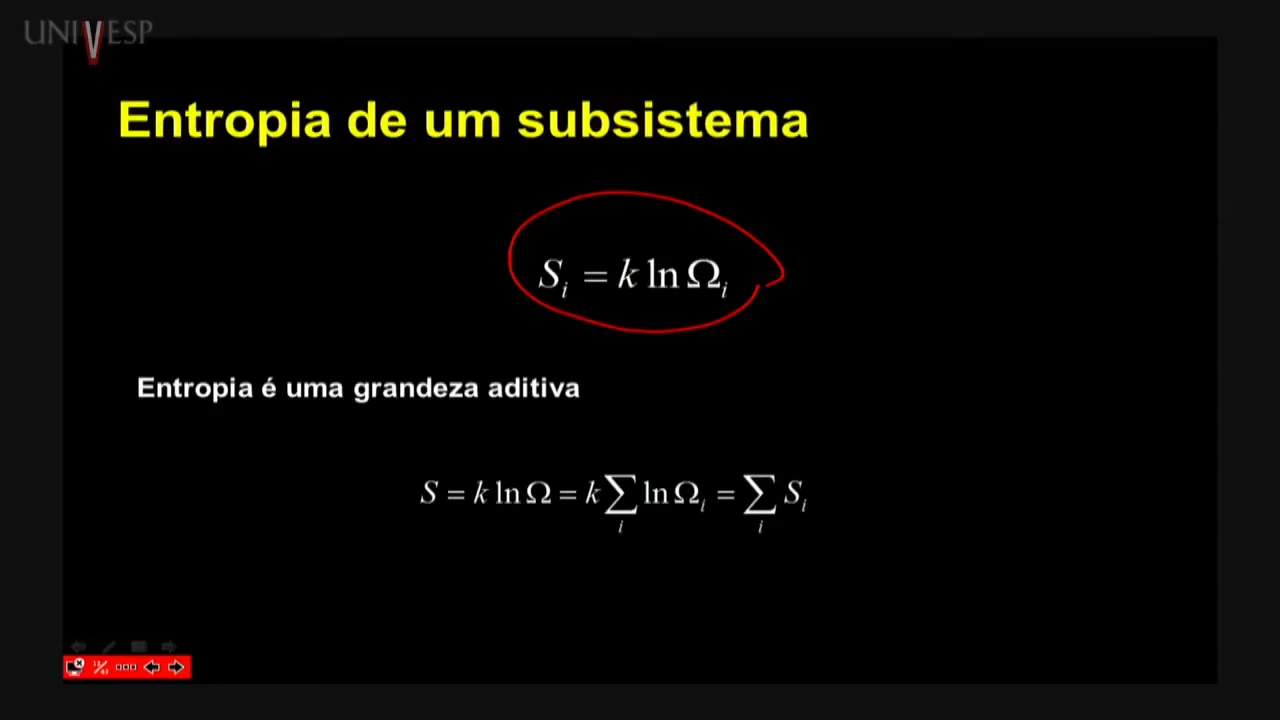 UNIVESP
Entropia de um subsistema
S_i = k ln Ω_i
Entropia é uma grandeza aditiva
S = k ln Ω = k ∑_i ln Ω_i = ∑_i S_i